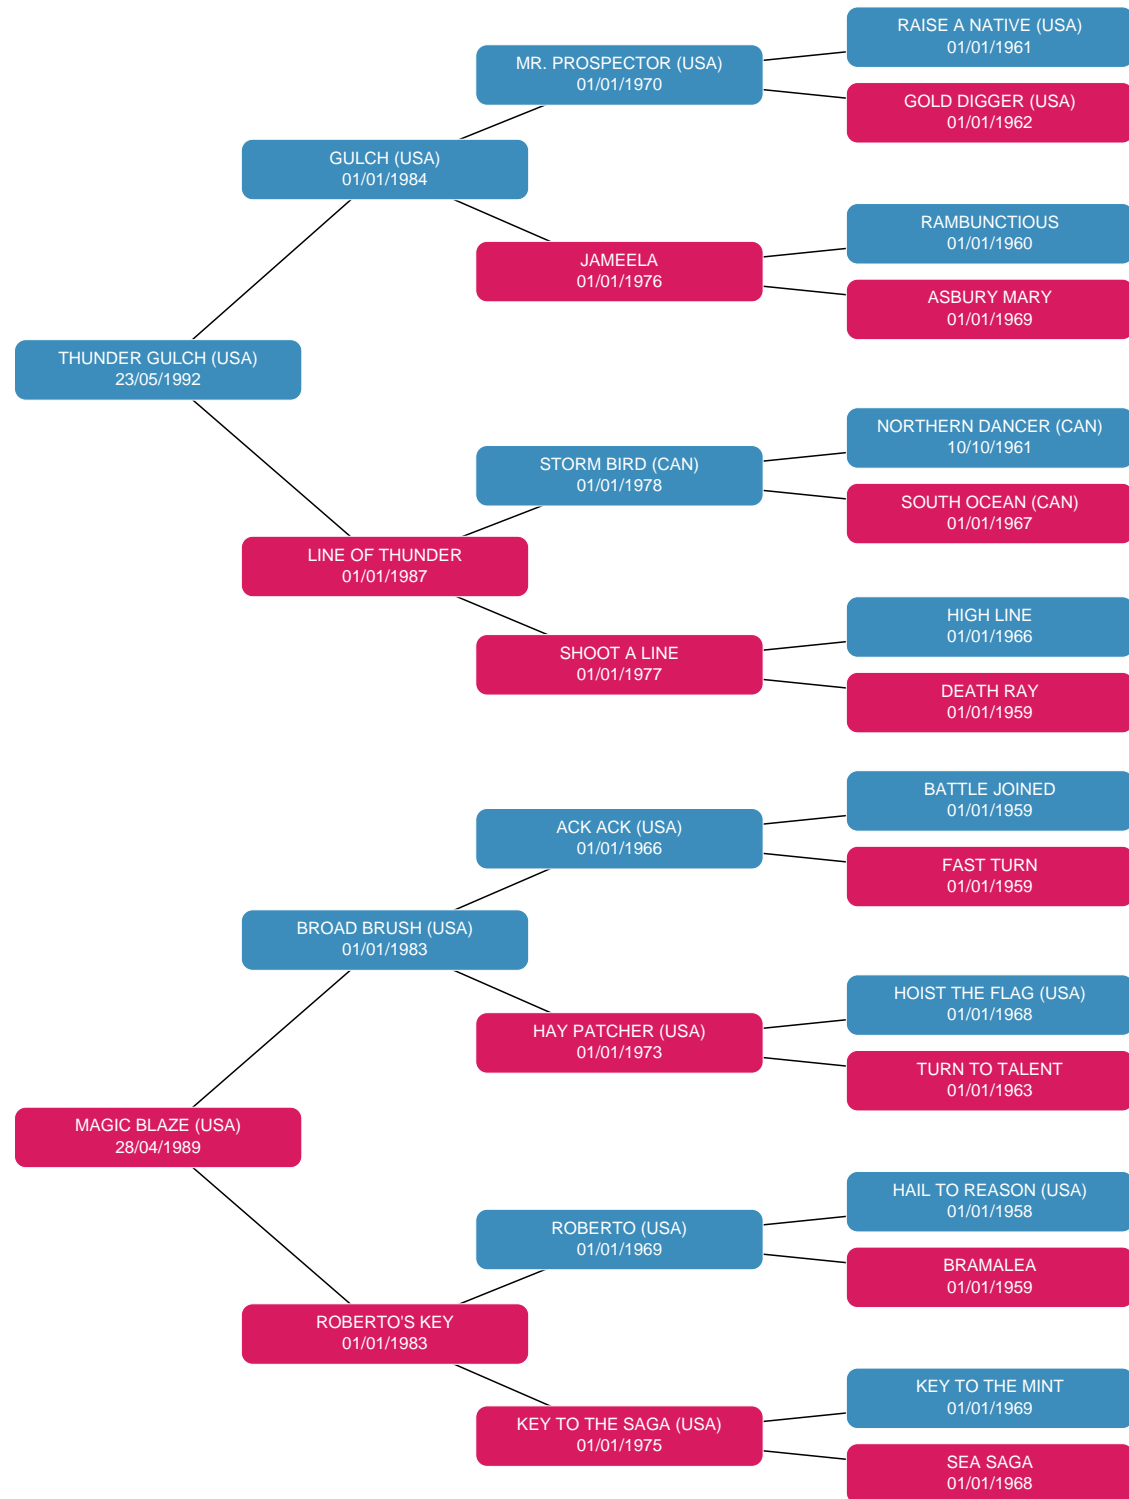 RAISE A NATIVE (USA)
01/01/1961
MR. PROSPECTOR (USA)
01/01/1970
GOLD DIGGER (USA)
01/01/1962
GULCH (USA)
01/01/1984
RAMBUNCTIOUS
01/01/1960
JAMEELA
01/01/1976
ASBURY MARY
01/01/1969
THUNDER GULCH (USA)
23/05/1992
NORTHERN DANCER (CAN)
10/10/1961
STORM BIRD (CAN)
01/01/1978
SOUTH OCEAN (CAN)
01/01/1967
LINE OF THUNDER
01/01/1987
HIGH LINE
01/01/1966
SHOOT A LINE
01/01/1977
DEATH RAY
01/01/1959
BATTLE JOINED
01/01/1959
ACK ACK (USA)
01/01/1966
FAST TURN
01/01/1959
BROAD BRUSH (USA)
01/01/1983
HOIST THE FLAG (USA)
01/01/1968
HAY PATCHER (USA)
01/01/1973
TURN TO TALENT
01/01/1963
MAGIC BLAZE (USA)
28/04/1989
HAIL TO REASON (USA)
01/01/1958
ROBERTO (USA)
01/01/1969
BRAMALEA
01/01/1959
ROBERTO'S KEY
01/01/1983
KEY TO THE MINT
01/01/1969
KEY TO THE SAGA (USA)
01/01/1975
SEA SAGA
01/01/1968